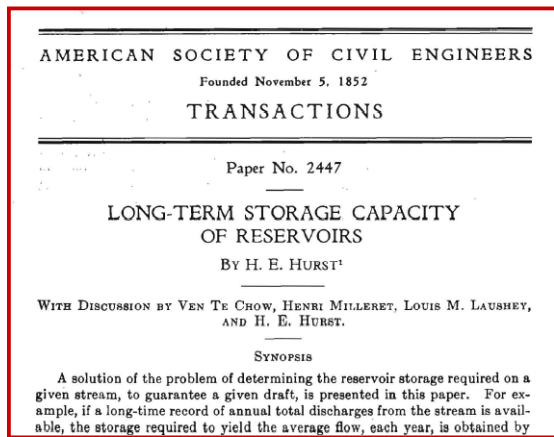 AMERICAN SOCIETY OF CIVIL ENGINEERS
Founded November 5, 1852
TRANSACTIONS
Paper No. 2447
LONG-TERM STORAGE CAPACITY
OF RESERVOIRS
BY H. E. HURST¹
WITH DISCUSSION BY VEN TE CHOW, HENRI MILLERET, LOUIS M. LAUSHEY,
AND H. E. HURST.
SYNOPSIS
A solution of the problem of determining the reservoir storage required on a
given stream, to guarantee a given draft, is presented in this paper. For ex-
ample, if a long-time record of annual total discharges from the stream is avail-
able, the storage required to yield the average flow, each year, is obtained by